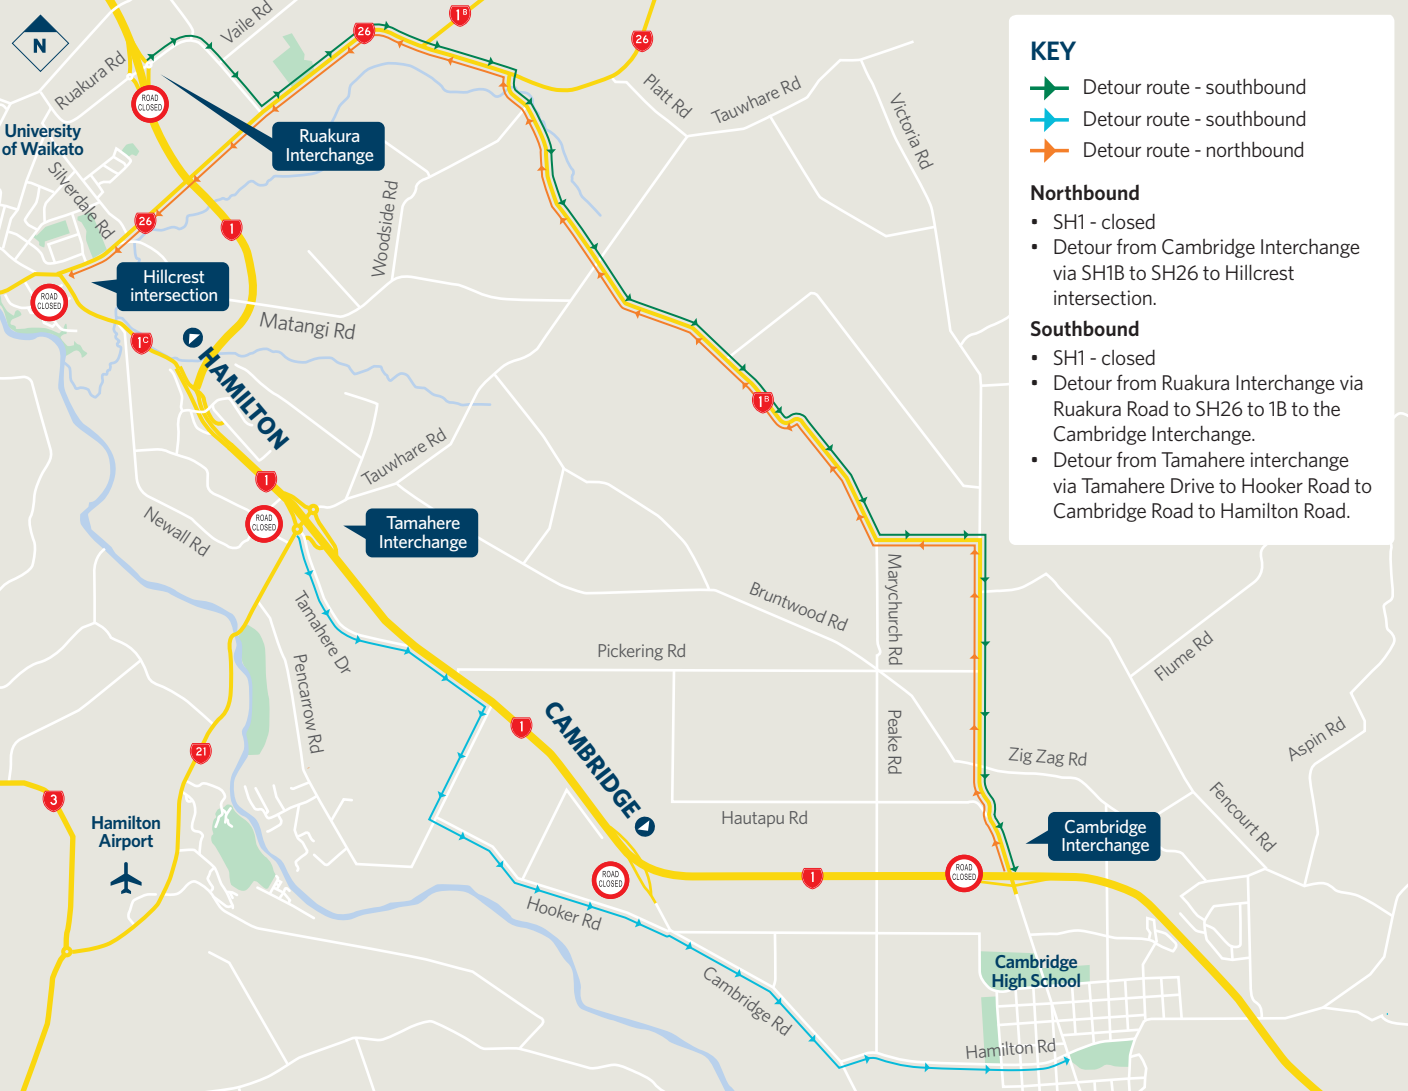 N
Vaile Rd
1B
26
26
Ruakura Rd
ROAD
CLOSED
University
of Waikato
Ruakura
Interchange
Platt Rd
Tauwhare Rd
Victoria Rd
Silverdale Rd
26
1
Woodside Rd
Hillcrest
intersection
ROAD
CLOSED
Matangi Rd
1C
HAMILTON
1B
Tauwhare Rd
1
ROAD
CLOSED
Newall Rd
Tamahere
Interchange
Tamahere Dr
Pencarrow Rd
Bruntwood Rd
Marychurch Rd
Pickering Rd
Peake Rd
Flume Rd
Aspin Rd
Zig Zag Rd
Fencourt Rd
21
3
1
CAMBRIDGE
Hamilton
Airport
Hautapu Rd
Cambridge
Interchange
ROAD
CLOSED
1
ROAD
CLOSED
Hooker Rd
Cambridge Rd
Cambridge
High School
Hamilton Rd
KEY
Detour route - southbound
Detour route - southbound
Detour route - northbound
Northbound
• SH1 - closed
• Detour from Cambridge Interchange
via SH1B to SH26 to Hillcrest
intersection.
Southbound
• SH1 - closed
• Detour from Ruakura Interchange via
Ruakura Road to SH26 to 1B to the
Cambridge Interchange.
• Detour from Tamahere interchange
via Tamahere Drive to Hooker Road to
Cambridge Road to Hamilton Road.